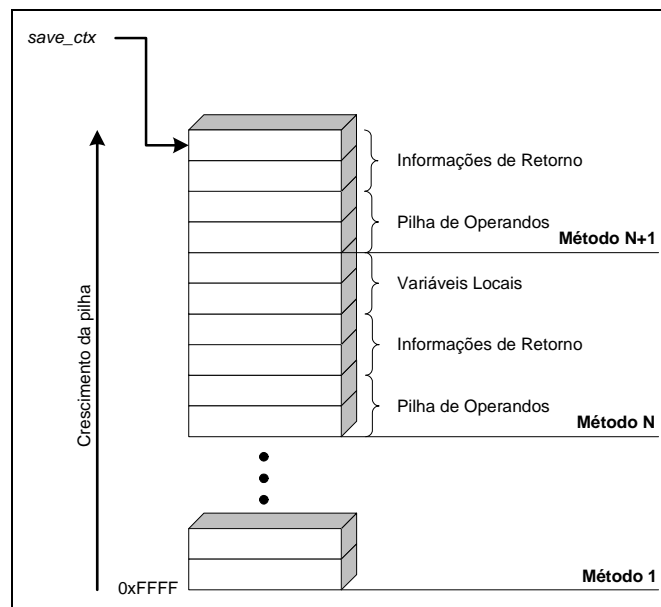 save_ctx
Informações de Retorno
Pilha de Operandos
Método N+1
Variáveis Locais
Informações de Retorno
Pilha de Operandos
Método N
Crescimento da pilha
0xFFFF
Método 1